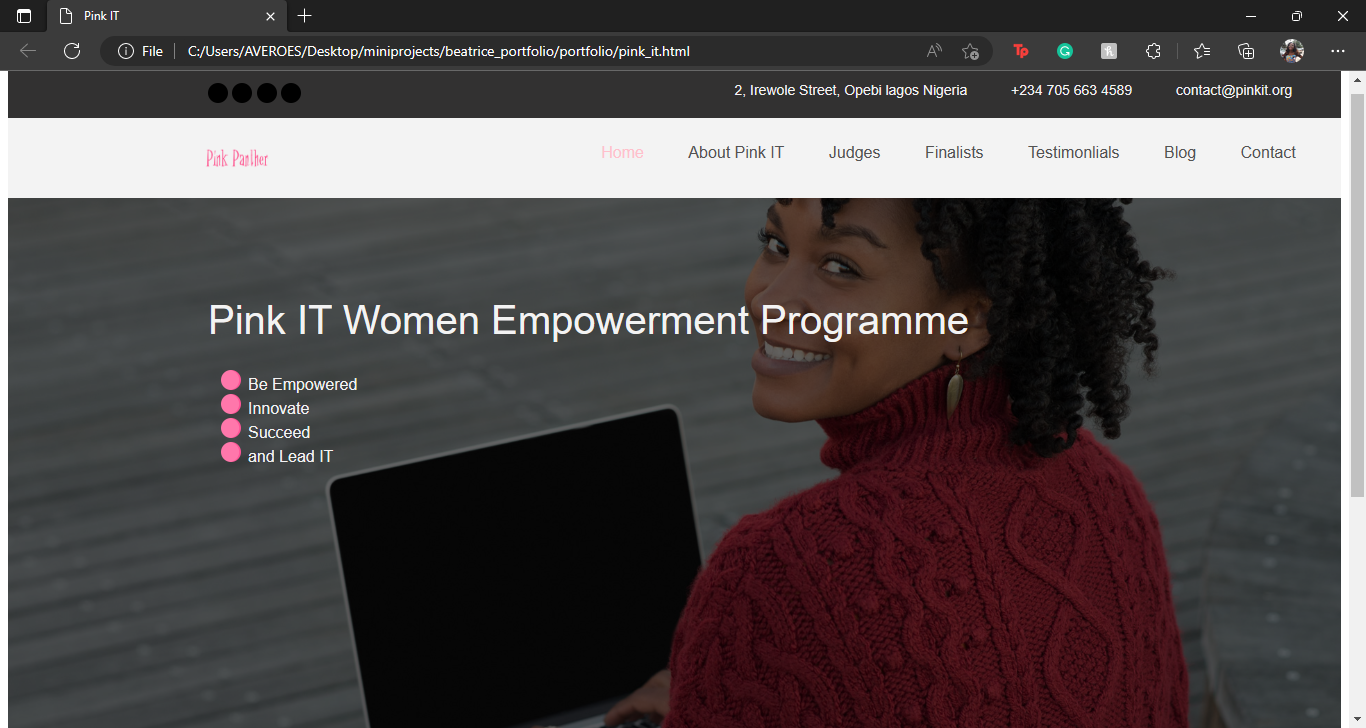 Pink IT
File
C:/Users/AVEROES/Desktop/miniprojects/beatrice_portfolio/portfolio/pink_it.html
2, Irewole Street, Opebi lagos Nigeria +234 705 663 4589 contact@pinkit.org
Pink Panther
Home About Pink IT Judges Finalists Testimonlials Blog Contact
Pink IT Women Empowerment Programme
Be Empowered
Innovate
Succeed
and Lead IT